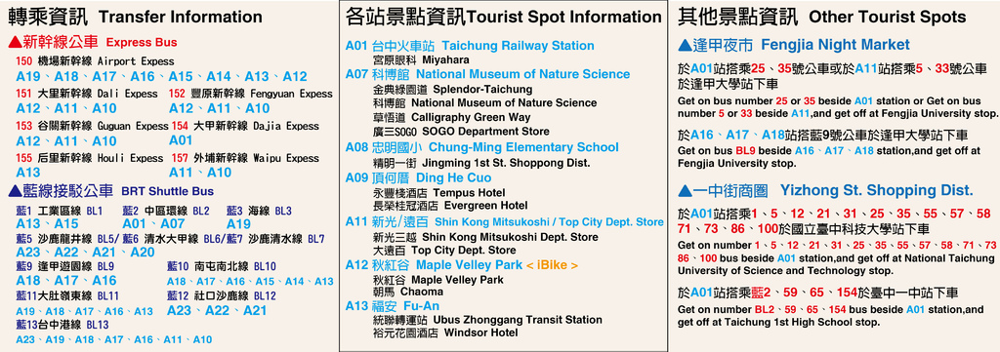 轉乘資訊 Transfer Information
▲新幹線公車 Express Bus
150 機場新幹線 Airport Expess
A19、A18、A17、A16、A15、A14、A13、A12
151 大里新幹線 Dali Expess 152 豐原新幹線 Fengyuan Expess
A12、A11、A10 A12、A11、A10
153 谷關新幹線 Guguan Expess 154 大甲新幹線 Dajia Expess
A12、A11、A10 A01
155 后里新幹線 Houli Expess 157 外埔新幹線 Waipu Expess
A13 A11、A10
▲藍線接駁公車 BRT Shuttle Bus
藍1 工業區線 BL1 藍2 中區環線 BL2 藍3 海線 BL3
A13、A15 A01、A07 A19
藍5 沙鹿龍井線 BL5/藍6 清水大甲線 BL6/藍7 沙鹿清水線 BL7
A23、A22、A21、A20
藍9 逢甲遊園線 BL9 藍10 南屯南北線 BL10
A18、A17、A16 A18、A17、A16、A15、A14、A13
藍11大肚嶺東線 BL11 藍12 社口沙鹿線 BL12
A19、A18、A17、A16、A13 A23、A22、A21
藍13台中港線 BL13
A23、A19、A18、A17、A16、A11、A10
各站景點資訊Tourist Spot Information
A01 台中火車站 Taichung Railway Station
宮原眼科 Miyahara
A07 科博館 National Museum of Nature Science
金典綠園道 Splendor-Taichung
科博館 National Museum of Nature Science
草悟道 Calligraphy Green Way
廣三SOGO SOGO Department Store
A08 忠明國小 Chung-Ming Elementary School
精明一街 Jingming 1st St. Shoppong Dist.
A09 頂何厝 Ding He Cuo
永豐棧酒店 Tempus Hotel
長榮桂冠酒店 Evergreen Hotel
A11 新光/遠百 Shin Kong Mitsukoshi / Top City Dept. Store
新光三越 Shin Kong Mitsukoshi Dept. Store
大遠百 Top City Dept. Store
A12 秋紅谷 Maple Velley Park < iBike >
秋紅谷 Maple Velley Park
朝馬 Chaoma
A13 福安 Fu-An
統聯轉運站 Ubus Zhonggang Transit Station
裕元花園酒店 Windsor Hotel
其他景點資訊 Other Tourist Spots
▲逢甲夜市 Fengjia Night Market
於A01站搭乘25、35號公車或於A11站搭乘5、33號公車
於逢甲大學站下車
Get on bus number 25 or 35 beside A01 station or Get on bus
number 5 or 33 beside A11,and get off at Fengjia University stop.
於A16、A17、A18站搭藍9號公車於逢甲大學站下車
Get on bus BL9 beside A16、A17、A18 station,and get off at
Fengjia University stop.
▲一中街商圈 Yizhong St. Shopping Dist.
於A01站搭乘1、5、12、21、31、25、35、55、57、58
71、73、86、100於國立臺中科技大學站下車
Get on number 1、5、12、21、31、25、35、55、57、58、71、73
86、100 bus beside A01 station,and get off at National Taichung
University of Science and Technology stop.
於A01站搭乘藍2、59、65、154於臺中一中站下車
Get on number BL2、59、65、154 bus beside A01 station,and
get off at Taichung 1st High School stop.